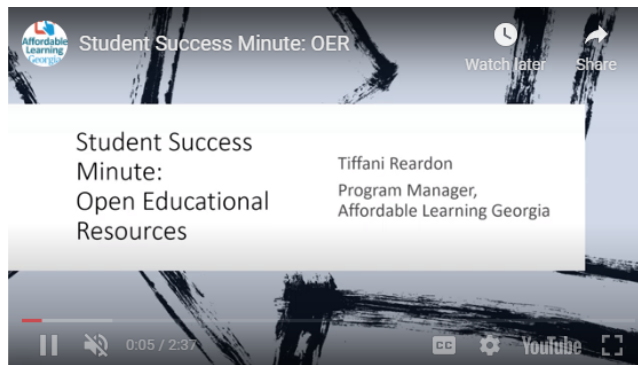 Affordable
Learning
Georgia
Student Success Minute: OER
Watch later
Share
Student Success
Minute:
Open Educational
Resources
Tiffani Reardon
Program Manager,
Affordable Learning Georgia
0:05 / 2:37
CC
YouTube